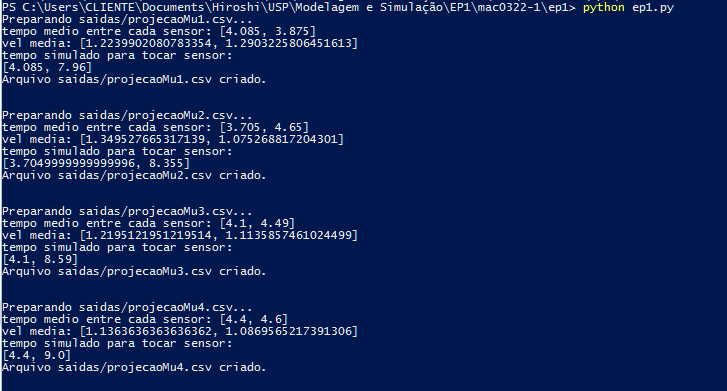 PS C:\Users\CLIENTE\Documents\Hiroshi\USP\Modelagem e Simulação\EP1\mac0322-1\ep1> python ep1.py
Preparando saidas/projecaoMu1.csv...
tempo medio entre cada sensor: [4.085, 3.875]
vel media: [1.2239902080783354, 1.2903225806451613]
tempo simulado para tocar sensor:
[4.085, 7.96]
Arquivo saidas/projecaoMu1.csv criado.
Preparando saidas/projecaoMu2.csv...
tempo medio entre cada sensor: [3.705, 4.65]
vel media: [1.349527665317139, 1.075268817204301]
tempo simulado para tocar sensor:
[3.7049999999999996, 8.355]
Arquivo saidas/projecaoMu2.csv criado.
Preparando saidas/projecaoMu3.csv...
tempo medio entre cada sensor: [4.1, 4.49]
vel media: [1.2195121951219514, 1.1135857461024499]
tempo simulado para tocar sensor:
[4.1, 8.59]
Arquivo saidas/projecaoMu3.csv criado.
Preparando saidas/projecaoMu4.csv...
tempo medio entre cada sensor: [4.4, 4.6]
vel media: [1.1363636363636362, 1.0869565217391306]
tempo simulado para tocar sensor:
[4.4, 9.0]
Arquivo saidas/projecaoMu4.csv criado.